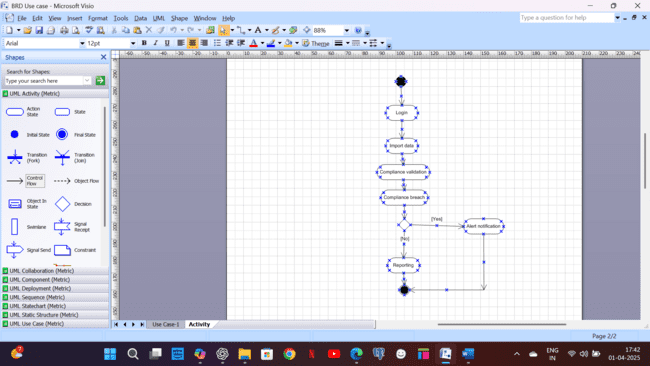 BRD Use case - Microsoft Visio
File Edit View Insert Format Tools Data UML Shape Window Help
Type a question for help
Arial 12pt
88%
Theme
Shapes
Search for Shapes:
Type your search here
UML Activity (Metric)
Action State
State
Initial State
Final State
Transition (Fork)
Transition (Join)
Control Flow
Object Flow
Object In State
Decision
Swimlane
Signal Receipt
Signal Send
Constraint
UML Collaboration (Metric)
UML Component (Metric)
UML Deployment (Metric)
UML Sequence (Metric)
UML Statechart (Metric)
UML Static Structure (Metric)
UML Use Case (Metric)
Login
Import data
Compliance validation
Compliance breach
[Yes]
Alert notification
[No]
Reporting
Use Case-1 Activity
Page 2/2
ENG
IN
17:42
01-04-2025